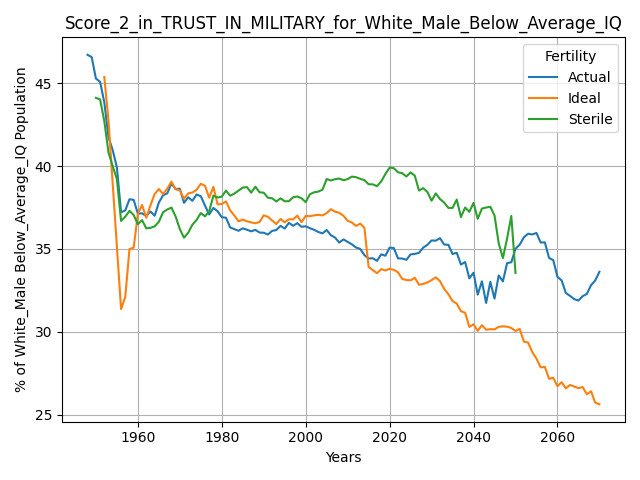 Score_2_in_TRUST_IN_MILITARY_for_White_Male_Below_Average_IQ
% of White_Male Below_Average_IQ Population
45
40
35
30
25
Fertility
Actual
Ideal
Sterile
1960 1980 2000 2020 2040 2060
Years